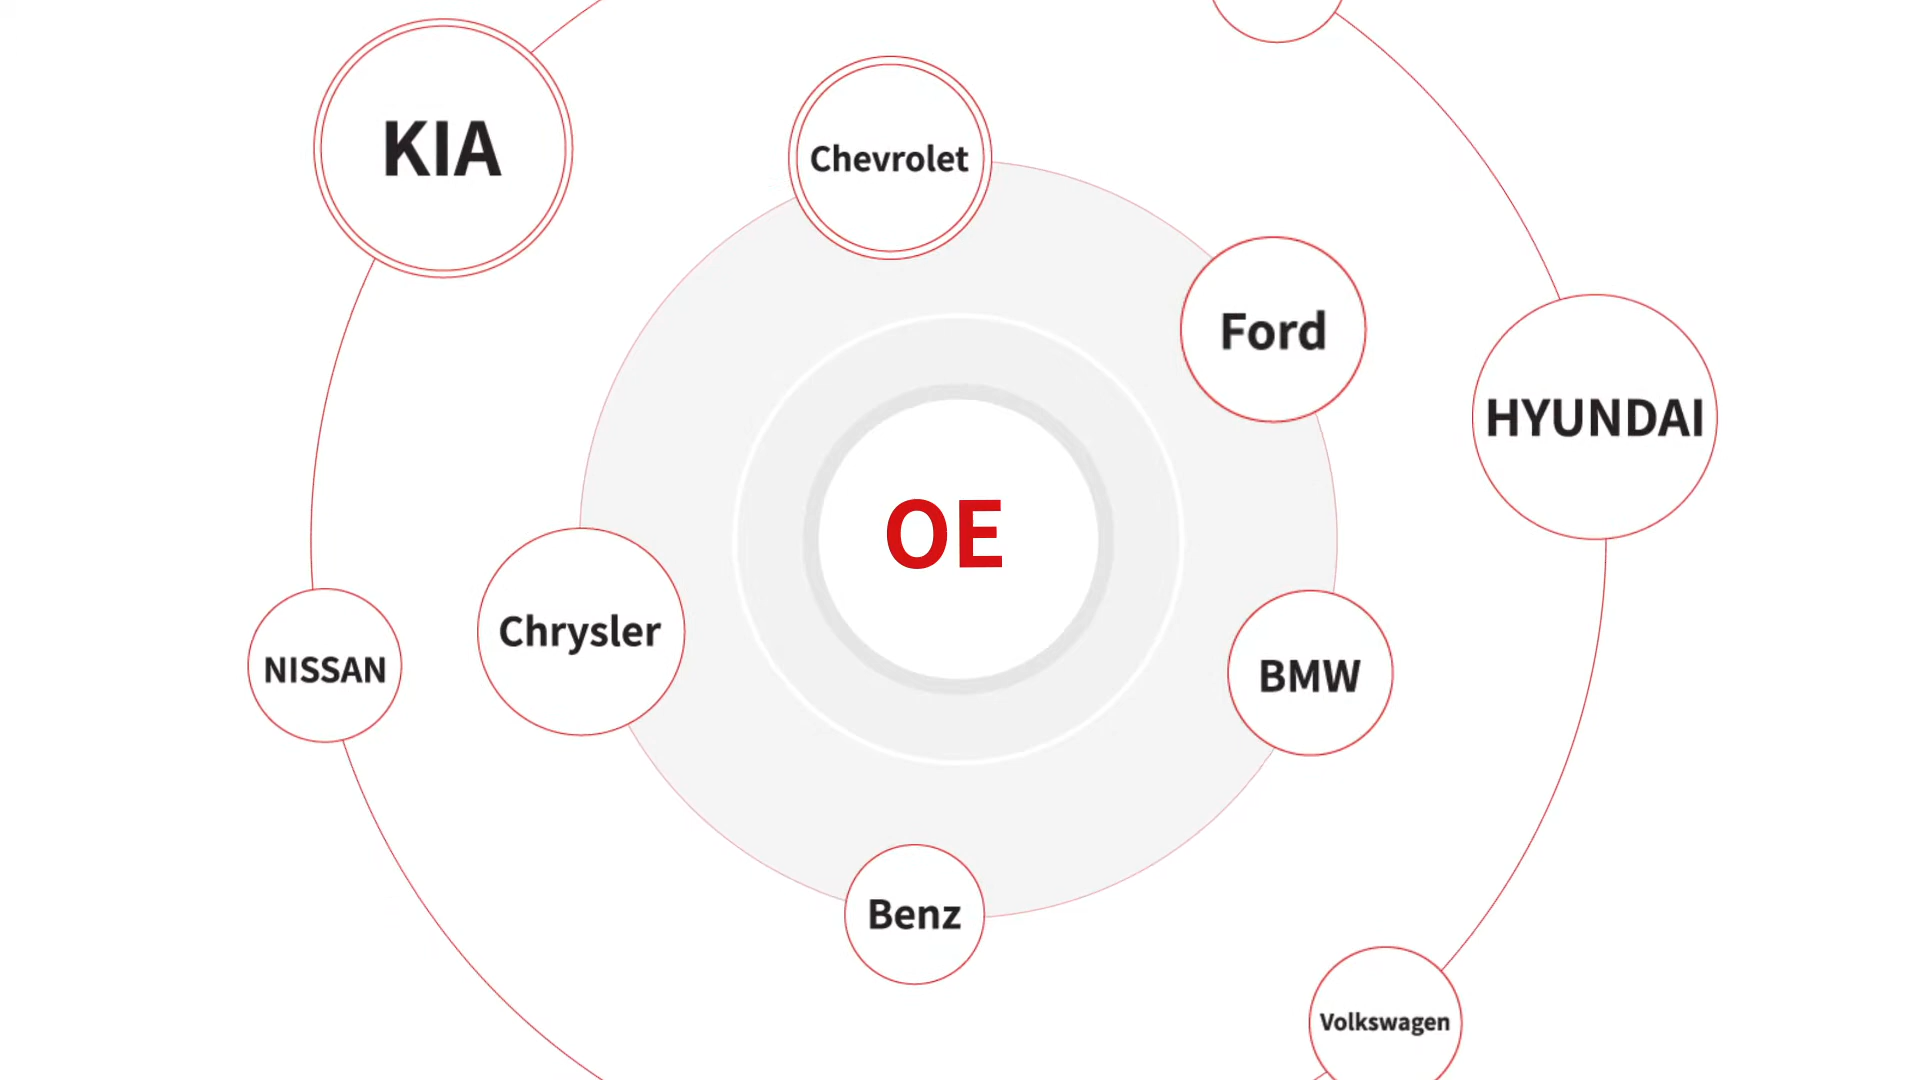 KIA
Chevrolet
Ford
HYUNDAI
OE
Chrysler
NISSAN
BMW
Benz
Volkswagen